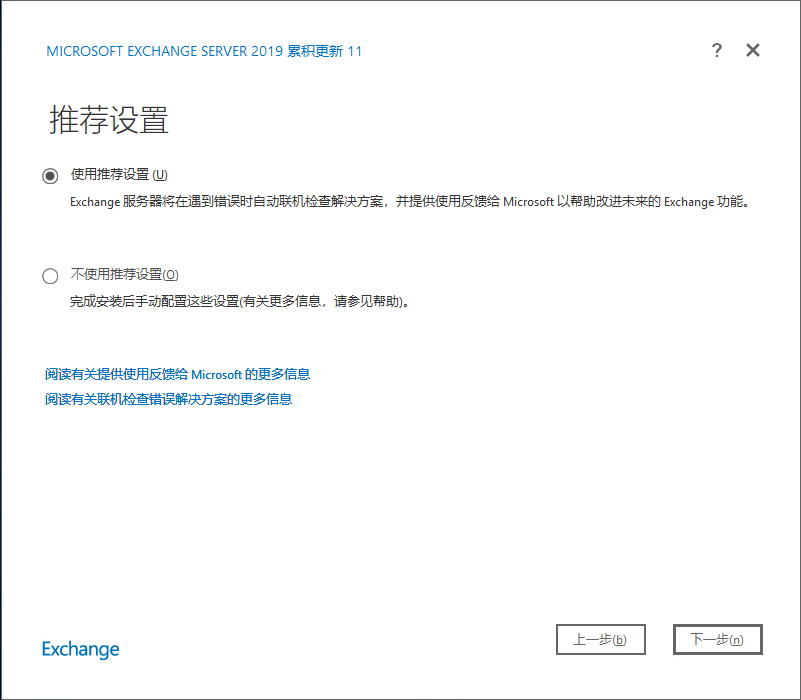 MICROSOFT EXCHANGE SERVER 2019 累积更新 11
?
推荐设置
使用推荐设置 (U)
Exchange 服务器将在遇到错误时自动联机检查解决方案，并提供使用反馈给 Microsoft 以帮助改进未来的 Exchange 功能。
不使用推荐设置(O)
完成安装后手动配置这些设置(有关更多信息，请参见帮助)。
阅读有关提供使用反馈给 Microsoft 的更多信息
阅读有关联机检查错误解决方案的更多信息
Exchange
上一步(b)
下一步(n)